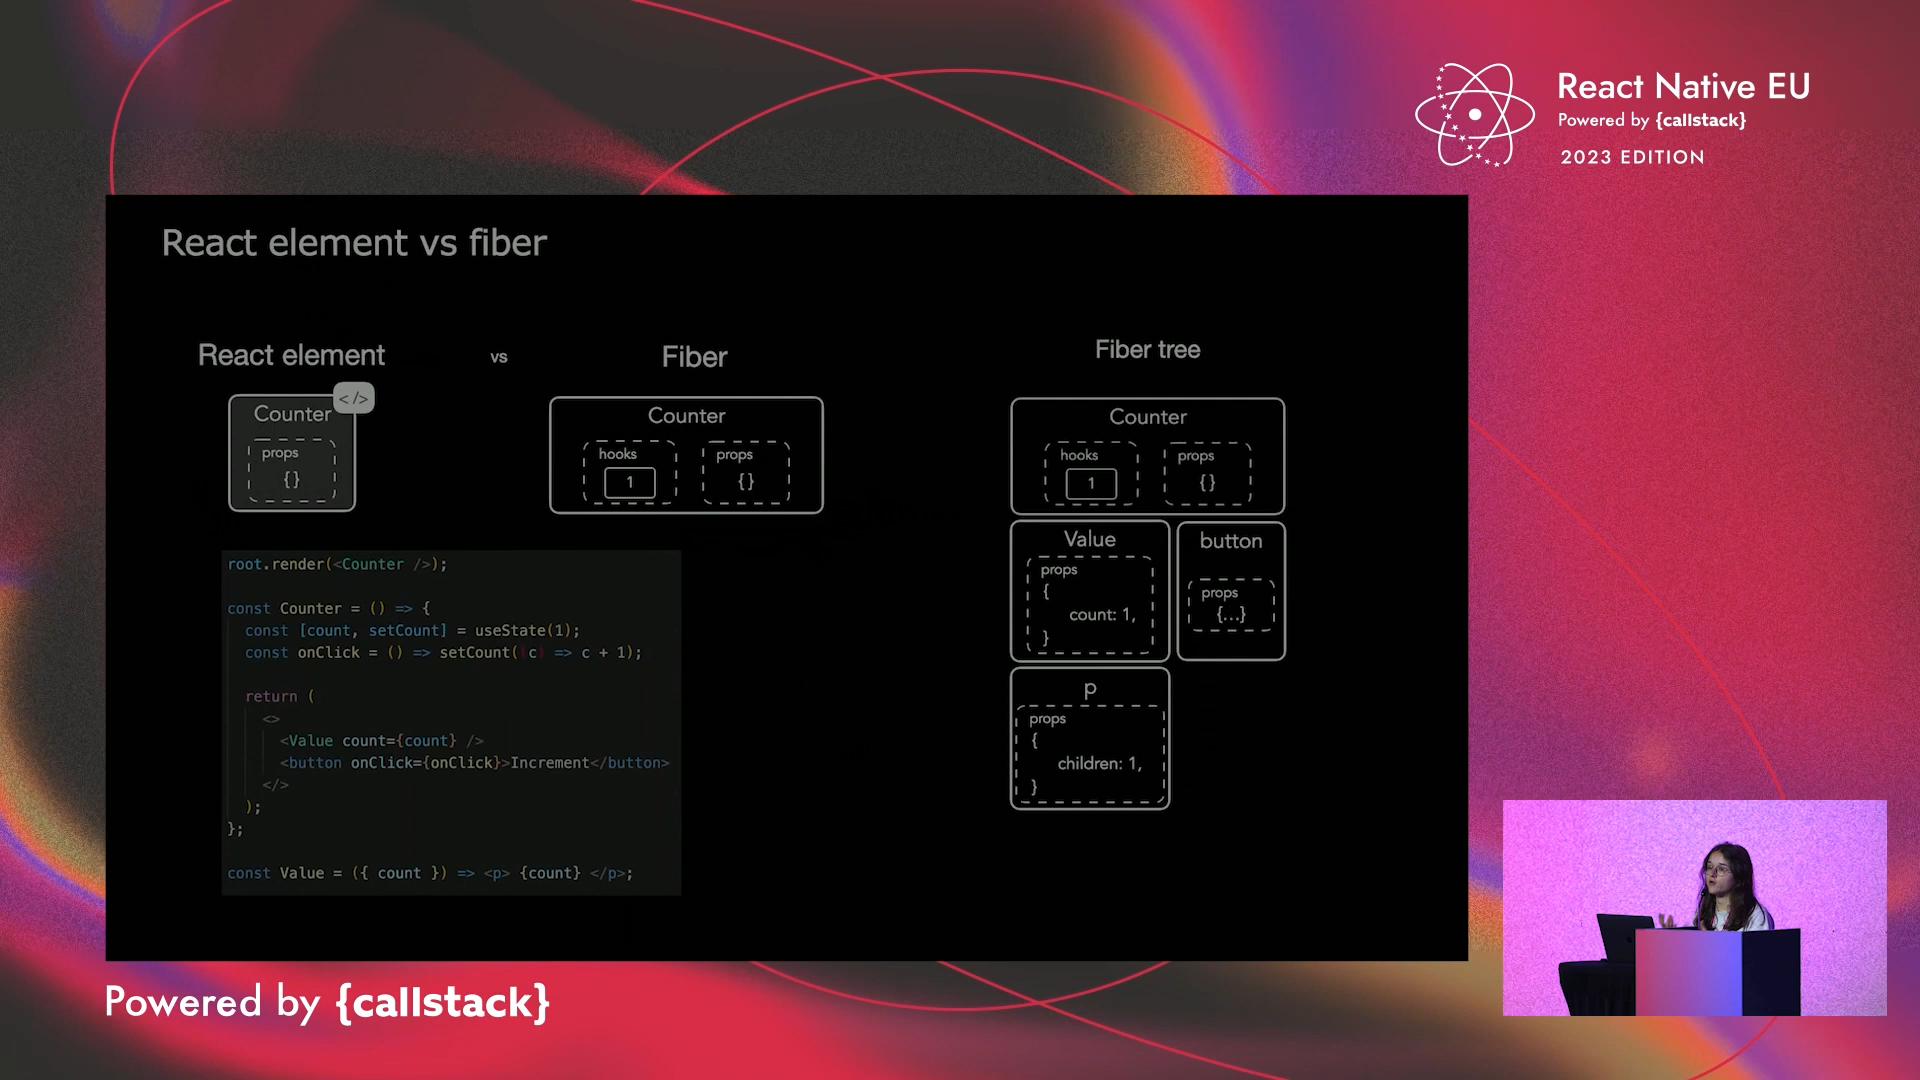 React Native EU
Powered by {callstack}
2023 EDITION
React element vs fiber
React element
vs
Fiber
Fiber tree
</>
Counter
props
{}
Counter
hooks
1
props
{}
Counter
hooks
1
props
{}
Value
props
{
count: 1,
}
button
props
{...}
p
props
{
children: 1,
}
root.render(<Counter />);
const Counter = () => {
const [count, setCount] = useState(1);
const onClick = () => setCount((c) => c + 1);
return (
<>
<Value count={count} />
<button onClick={onClick}>Increment</button>
</>
);
};
const Value = ({ count }) => <p> {count} </p>;
Powered by {callstack}